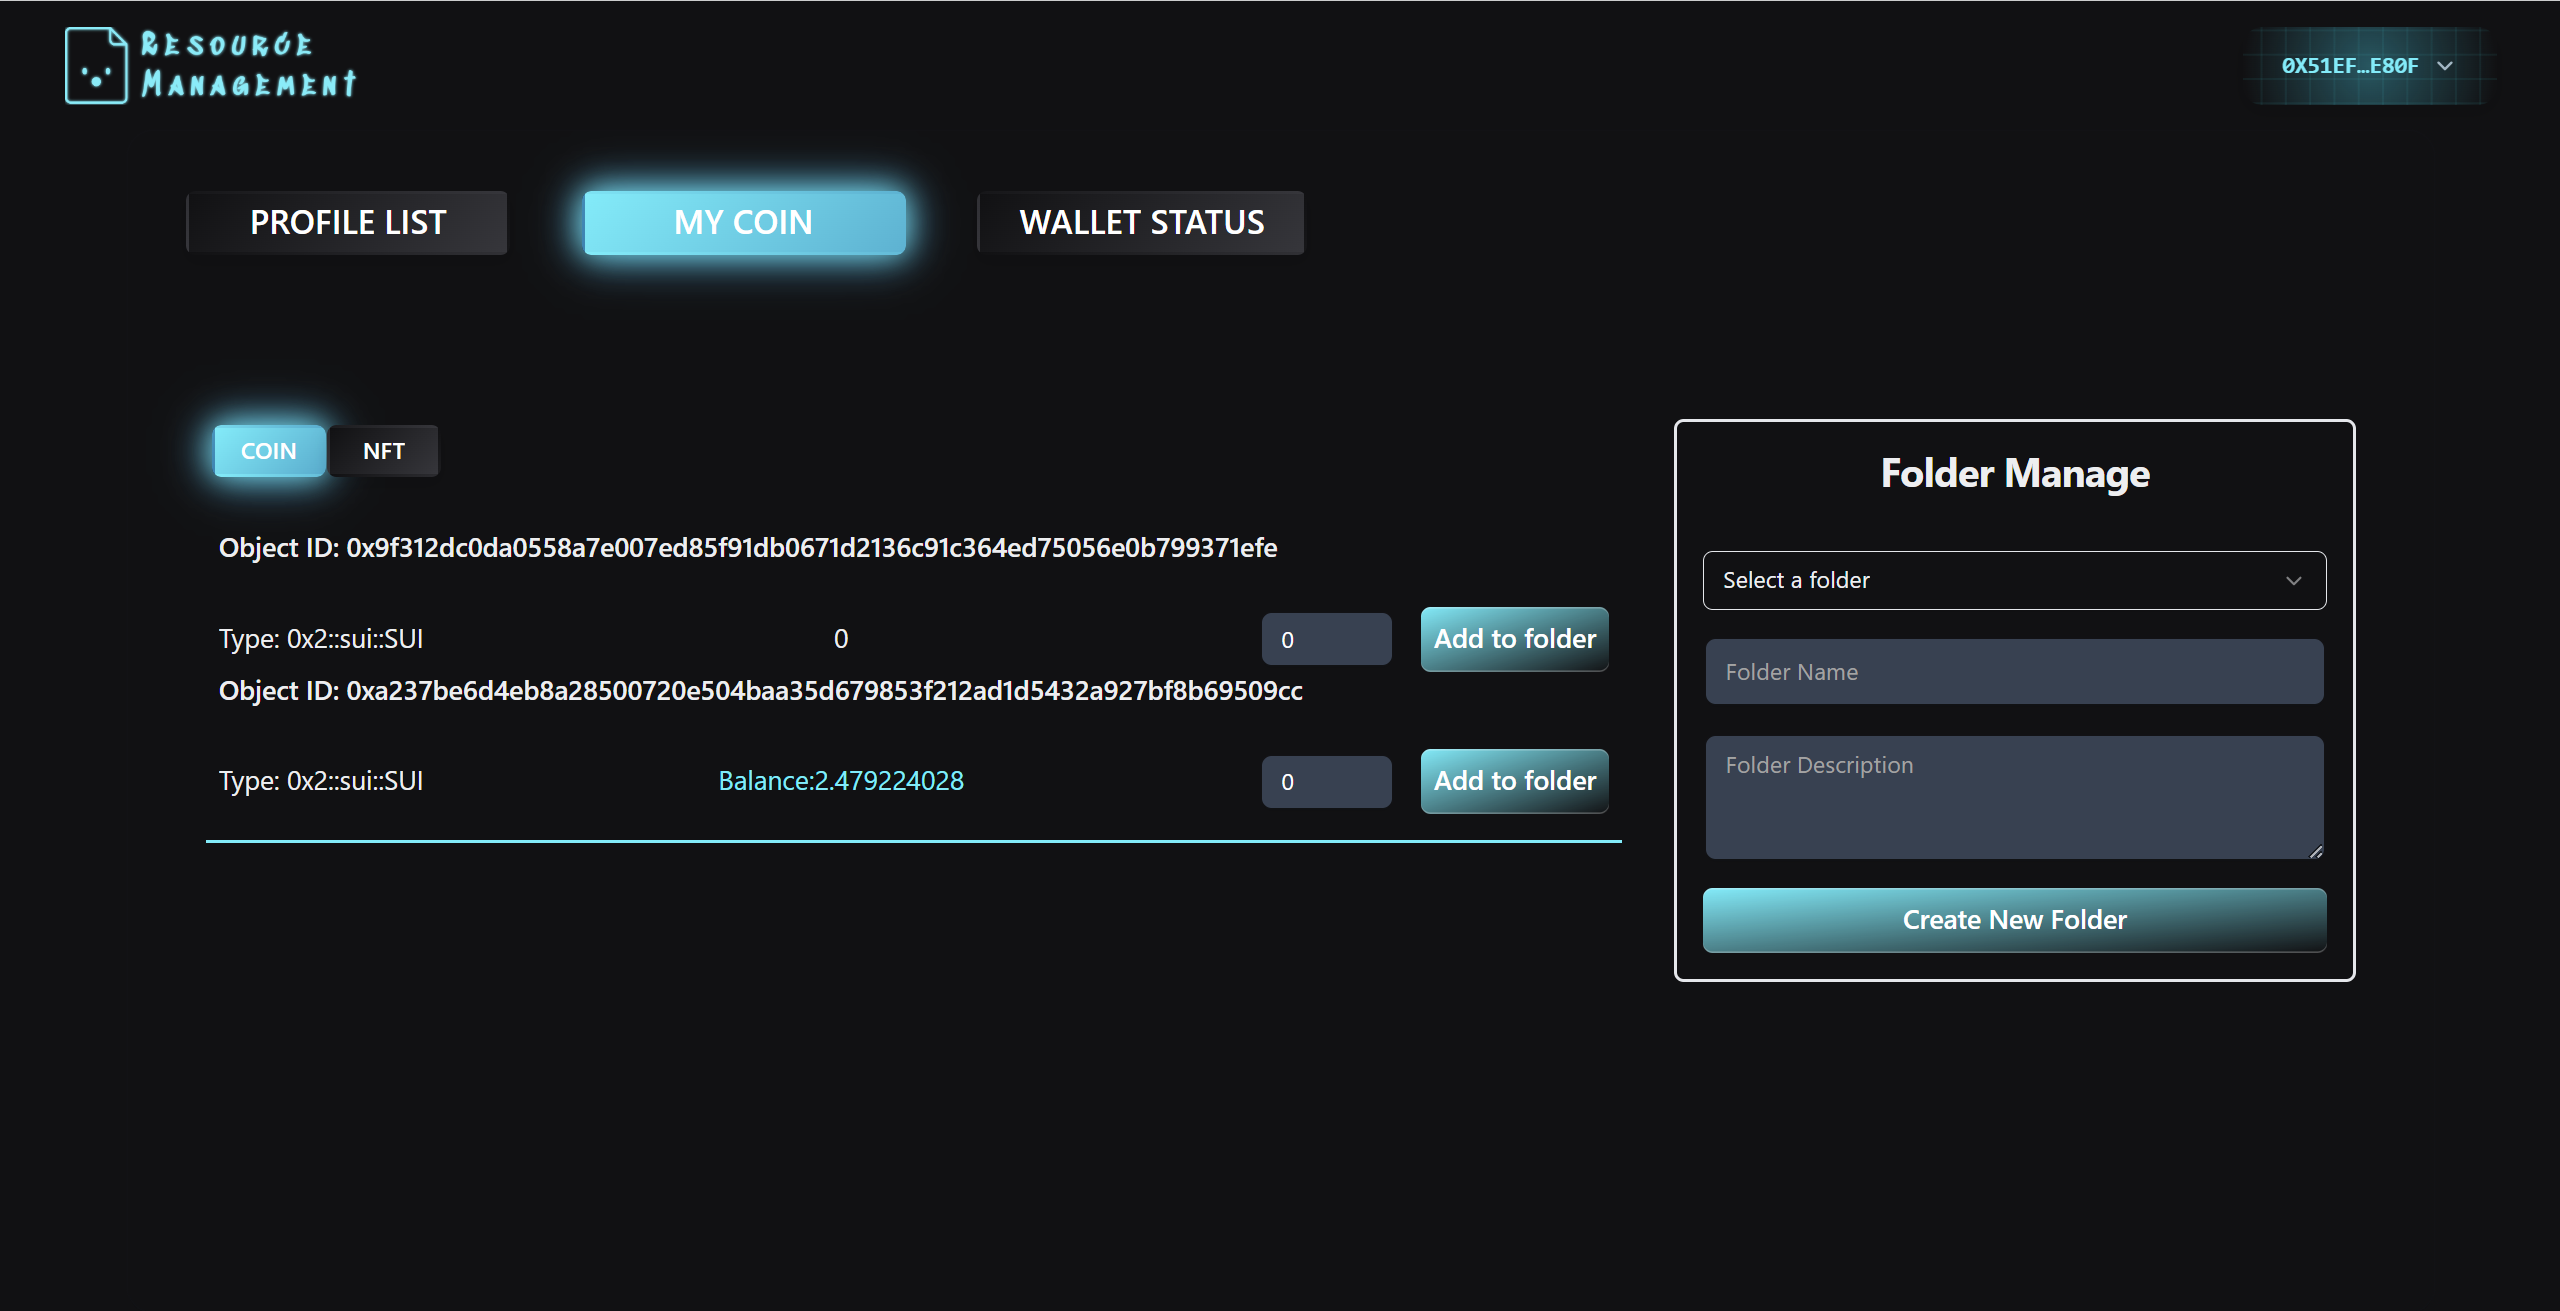 Resource
Management
0X51EF…E80F
PROFILE LIST
MY COIN
WALLET STATUS
COIN
NFT
Object ID: 0x9f312dc0da0558a7e007ed85f91db0671d2136c91c364ed75056e0b799371efe
Type: 0x2::sui::SUI
0
0
Add to folder
Object ID: 0xa237be6d4eb8a28500720e504baa35d679853f212ad1d5432a927bf8b69509cc
Type: 0x2::sui::SUI
Balance:2.479224028
0
Add to folder
Folder Manage
Select a folder
Folder Name
Folder Description
Create New Folder